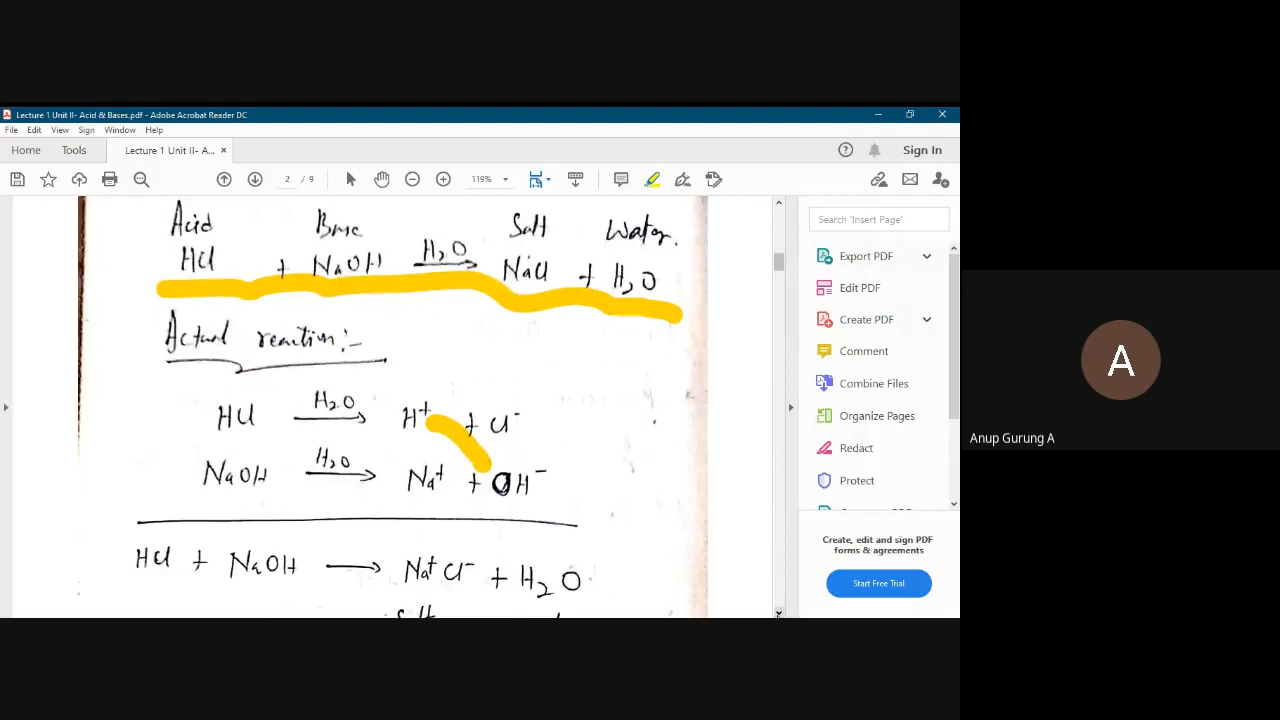 Lecture 1 Unit II- Acid & Bases.pdf - Adobe Acrobat Reader DC
File Edit View Sign Window Help
Home Tools Lecture 1 Unit II- A... × Sign In
2 / 9 119%
Acid Base Salt Water.
HCl + NaOH H2O→ NaCl + H2O
Actual reaction:-
HCl H2O→ H+ + Cl-
NaOH H2O→ Na+ + OH-
HCl + NaOH → Na+Cl- + H2O
Search 'Insert Page'
Export PDF
Edit PDF
Create PDF
Comment
Combine Files
Organize Pages
Redact
Protect
Create, edit and sign PDF
forms & agreements
Start Free Trial
A
Anup Gurung A